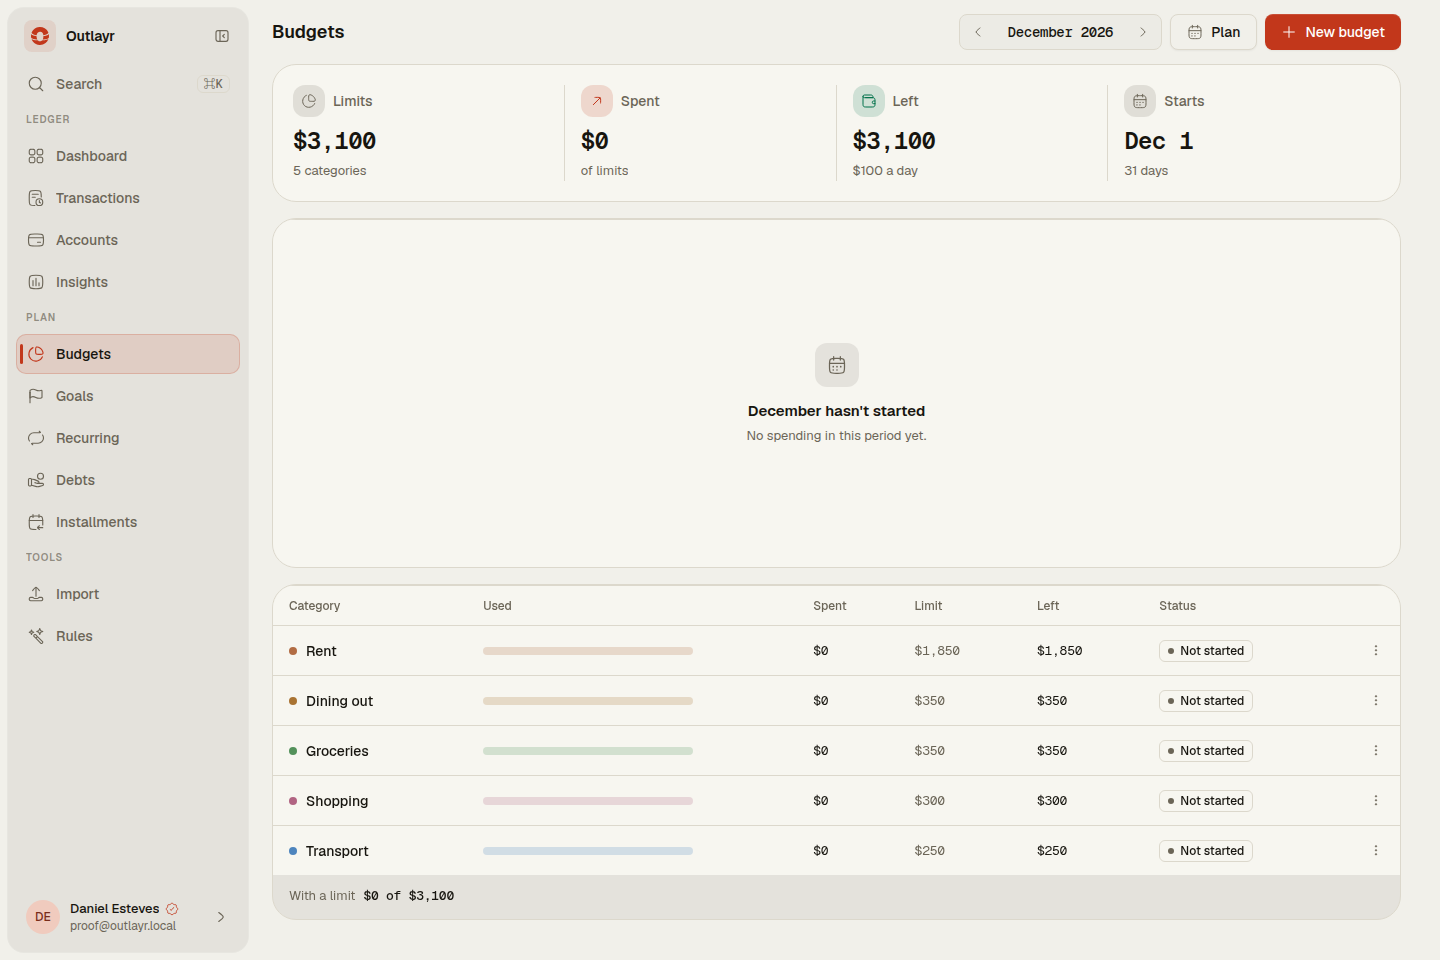 Outlayr
Search ⌘K
LEDGER
Dashboard
Transactions
Accounts
Insights
PLAN
Budgets
Goals
Recurring
Debts
Installments
TOOLS
Import
Rules
DE
Daniel Esteves
proof@outlayr.local
Budgets
December 2026
Plan
New budget
Limits
$3,100
5 categories
Spent
$0
of limits
Left
$3,100
$100 a day
Starts
Dec 1
31 days
December hasn't started
No spending in this period yet.
Category Used Spent Limit Left Status
Rent $0 $1,850 $1,850 Not started
Dining out $0 $350 $350 Not started
Groceries $0 $350 $350 Not started
Shopping $0 $300 $300 Not started
Transport $0 $250 $250 Not started
With a limit $0 of $3,100